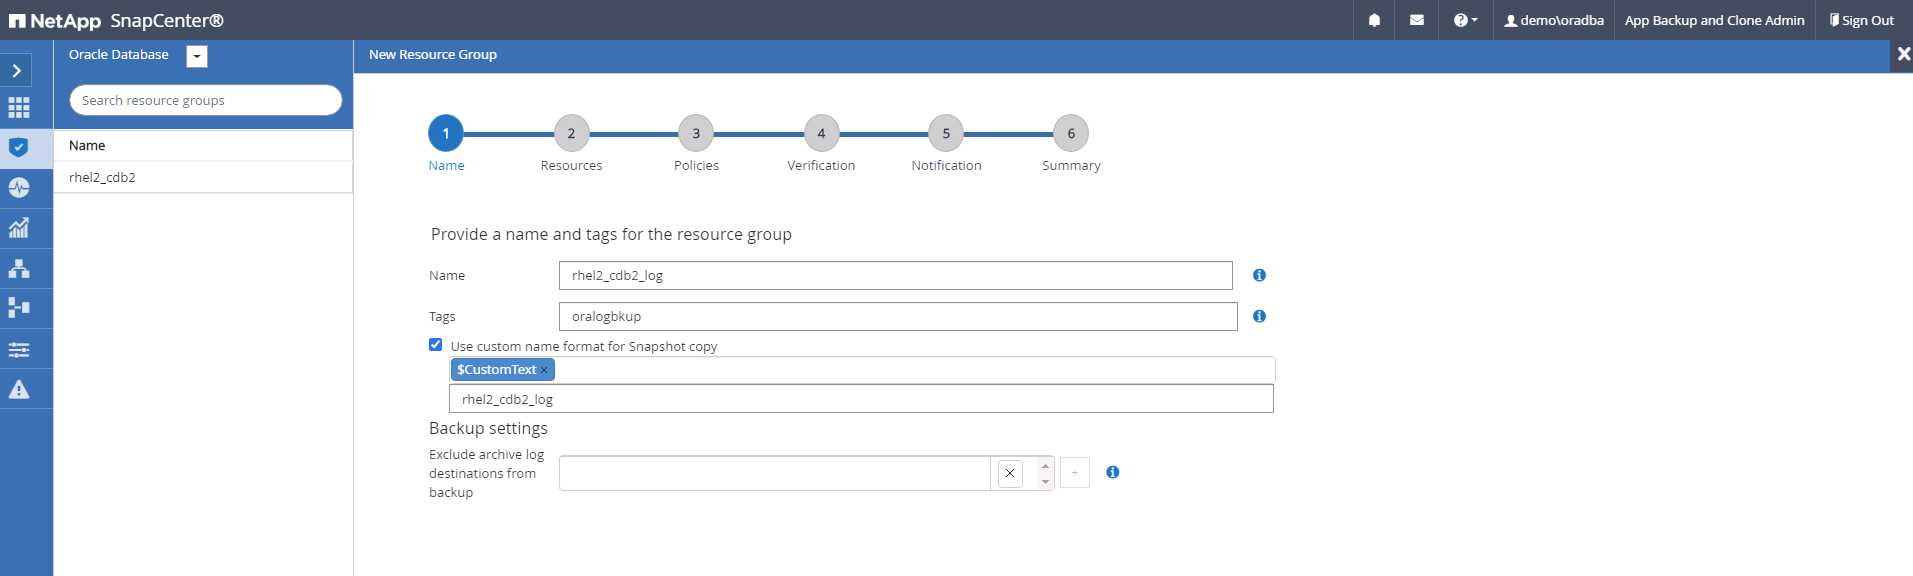 NetApp SnapCenter®
demo\oradba
App Backup and Clone Admin
Sign Out
Oracle Database
New Resource Group
Search resource groups
Name
rhel2_cdb2
1 2 3 4 5 6
Name Resources Policies Verification Notification Summary
Provide a name and tags for the resource group
Name rhel2_cdb2_log
Tags oralogbkup
Use custom name format for Snapshot copy
$CustomText ×
rhel2_cdb2_log
Backup settings
Exclude archive log
destinations from
backup